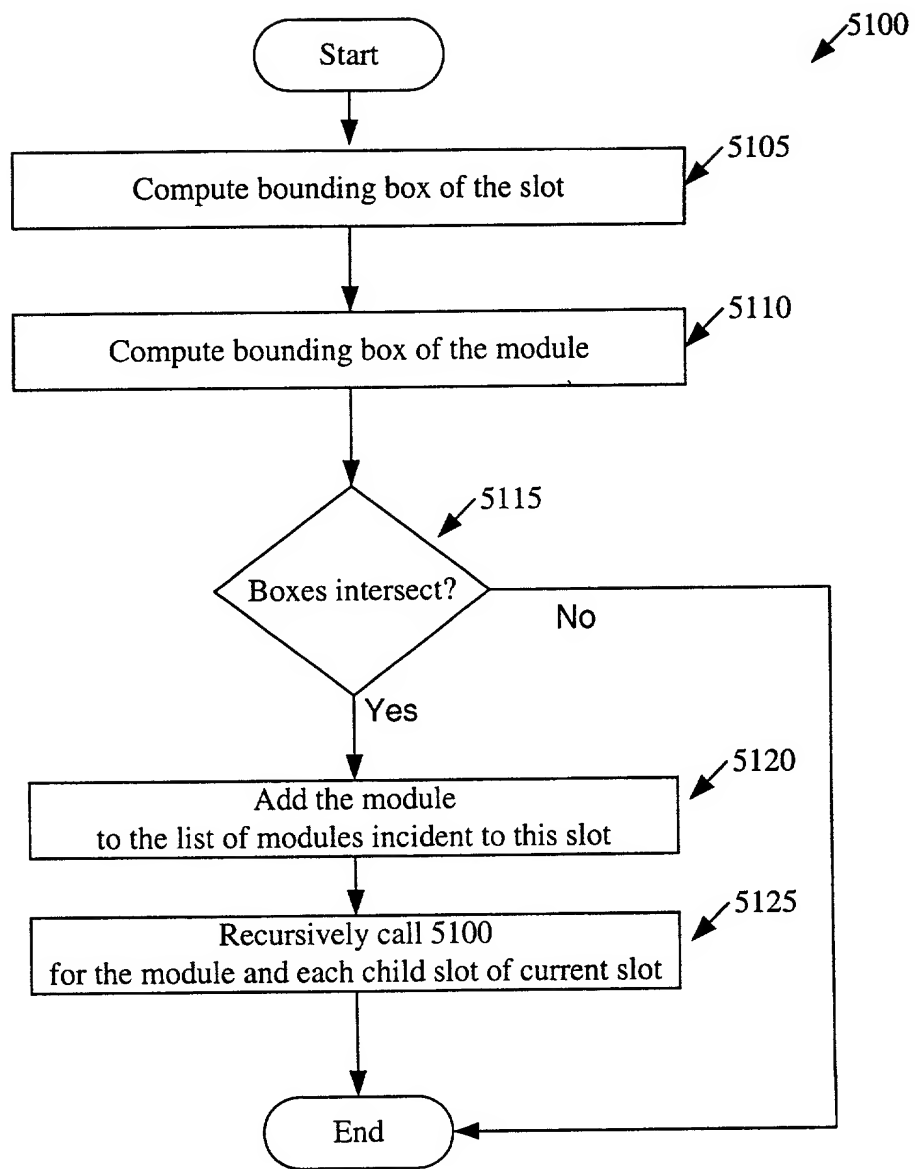 5100
Start
5105
Compute bounding box of the slot
5110
Compute bounding box of the module
5115
Boxes intersect?
No
Yes
5120
Add the module
to the list of modules incident to this slot
5125
Recursively call 5100
for the module and each child slot of current slot
End